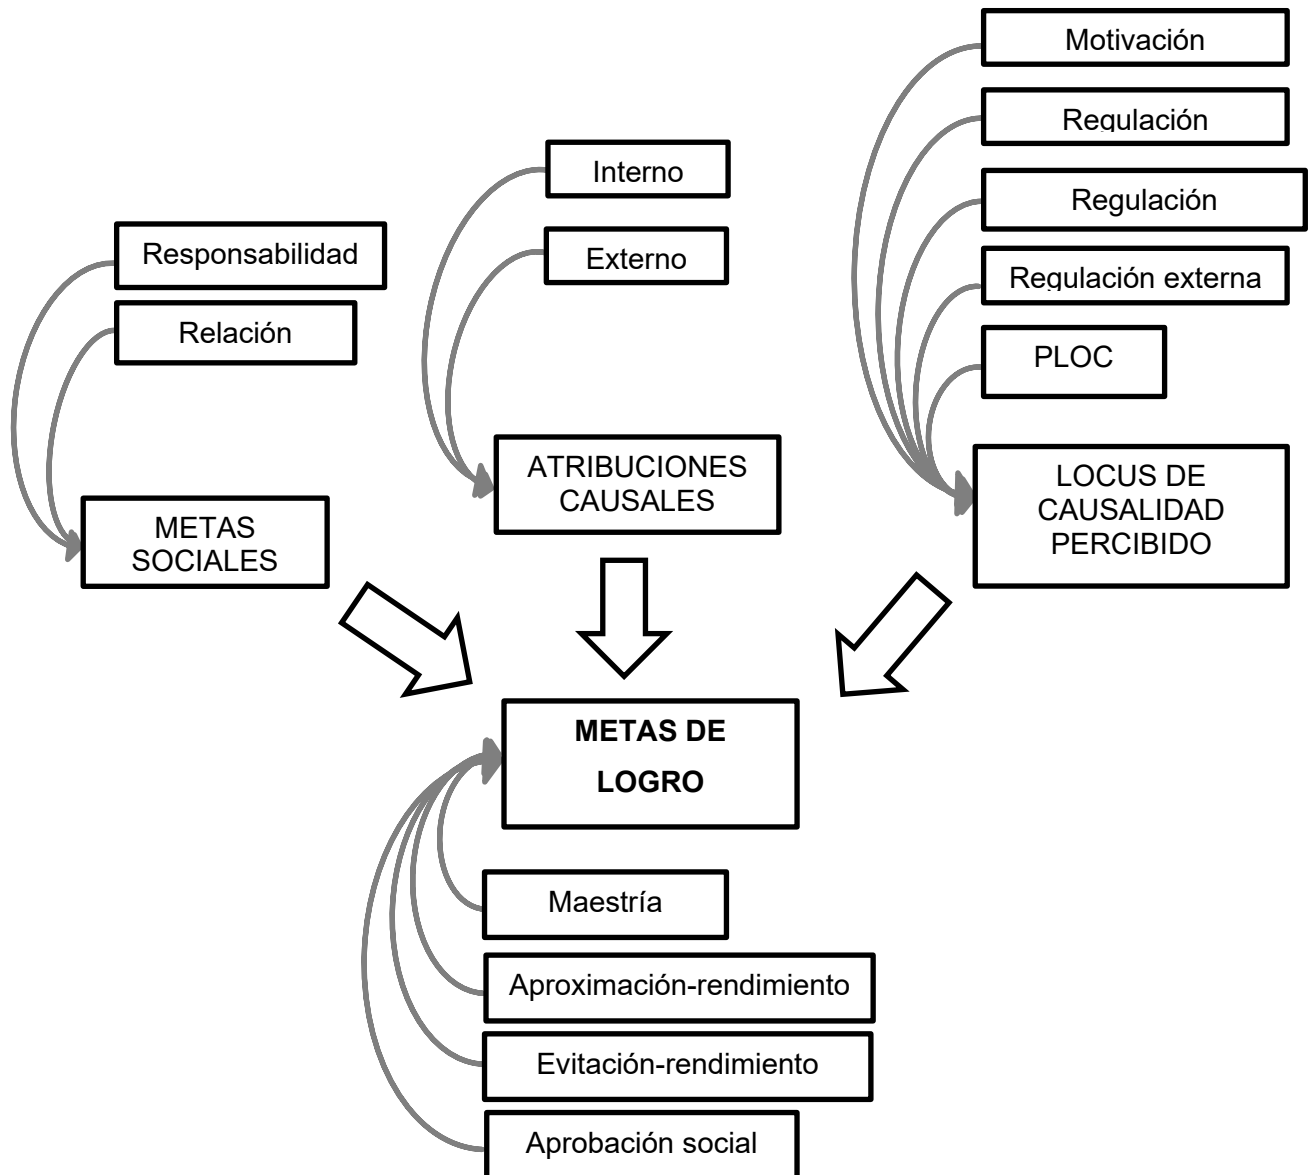 Motivación
Regulación
Regulación
Regulación externa
PLOC
LOCUS DE
CAUSALIDAD
PERCIBIDO
Interno
Externo
ATRIBUCIONES
CAUSALES
Responsabilidad
Relación
METAS
SOCIALES
METAS DE
LOGRO
Maestría
Aproximación-rendimiento
Evitación-rendimiento
Aprobación social